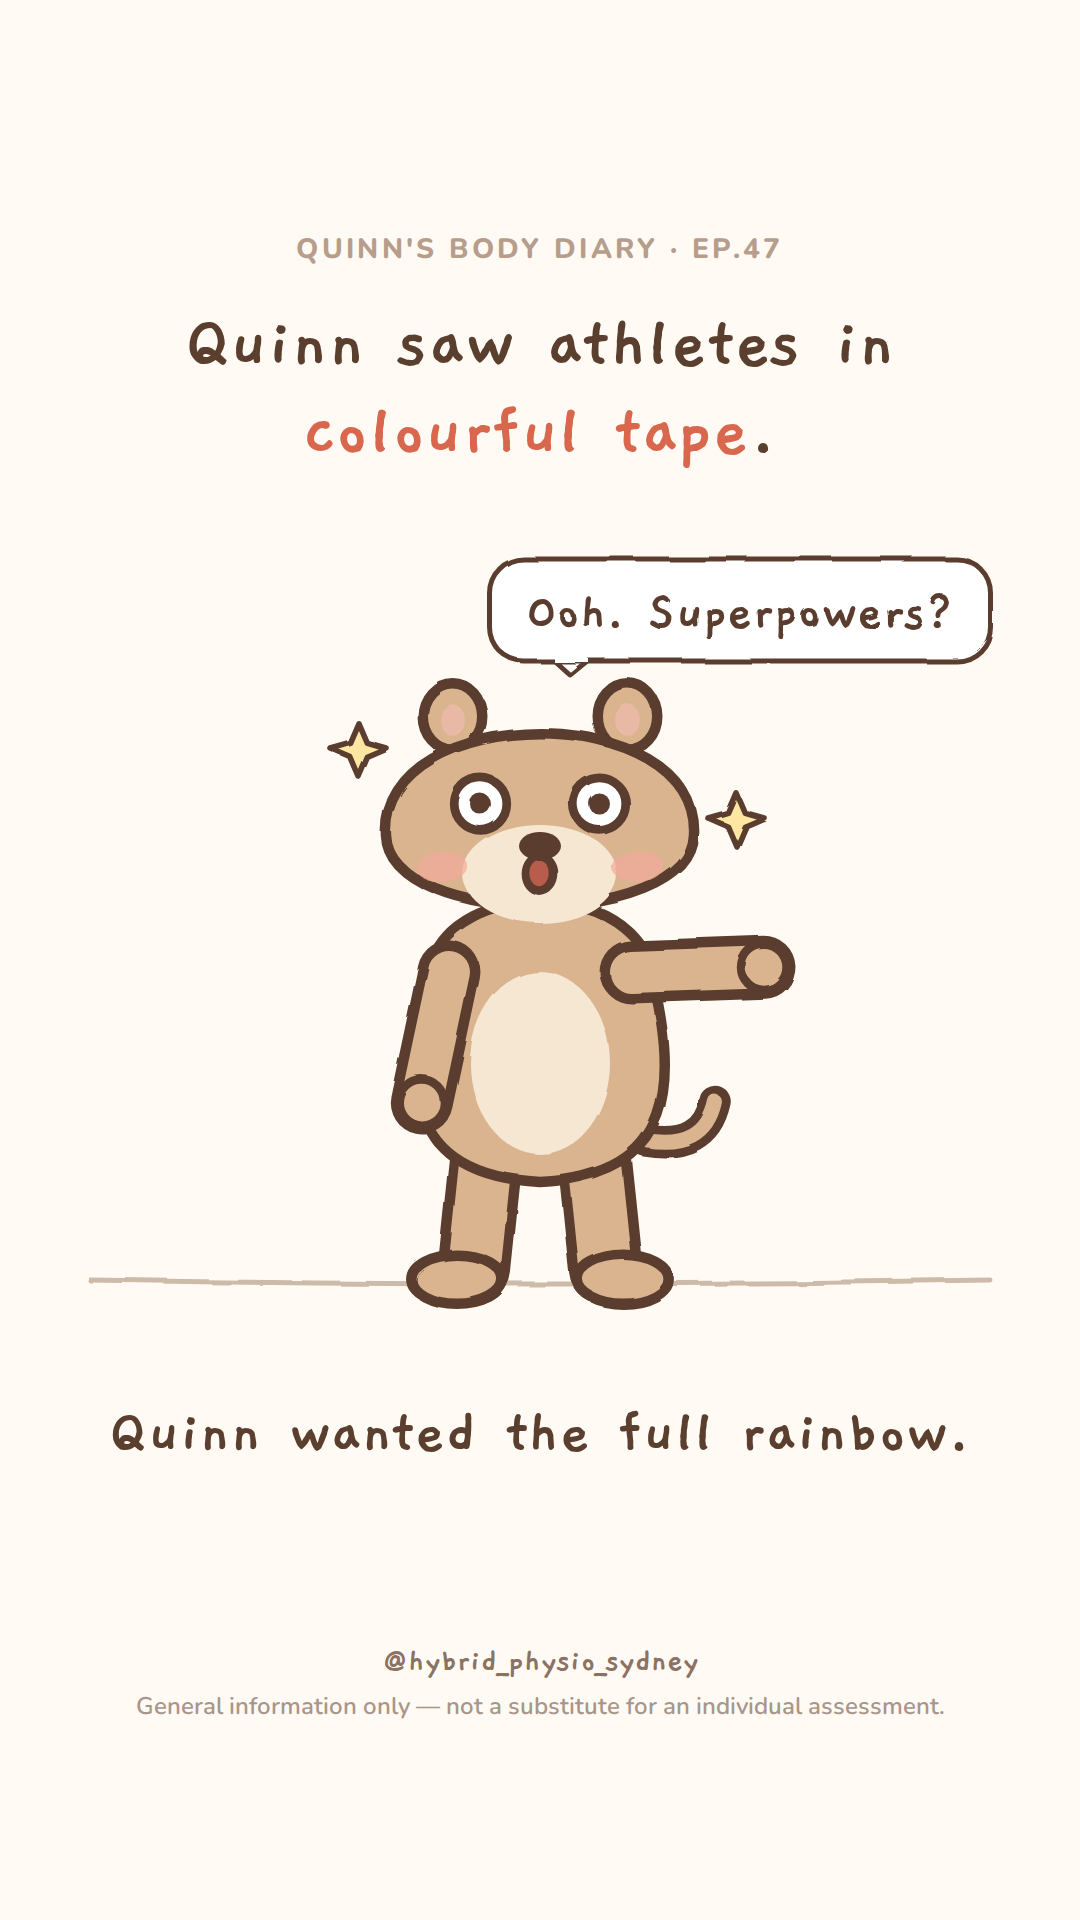 QUINN'S BODY DIARY · EP.47
Quinn saw athletes in
colourful tape.
Ooh. Superpowers?
Quinn wanted the full rainbow.
@hybrid_physio_sydney
General information only — not a substitute for an individual assessment.